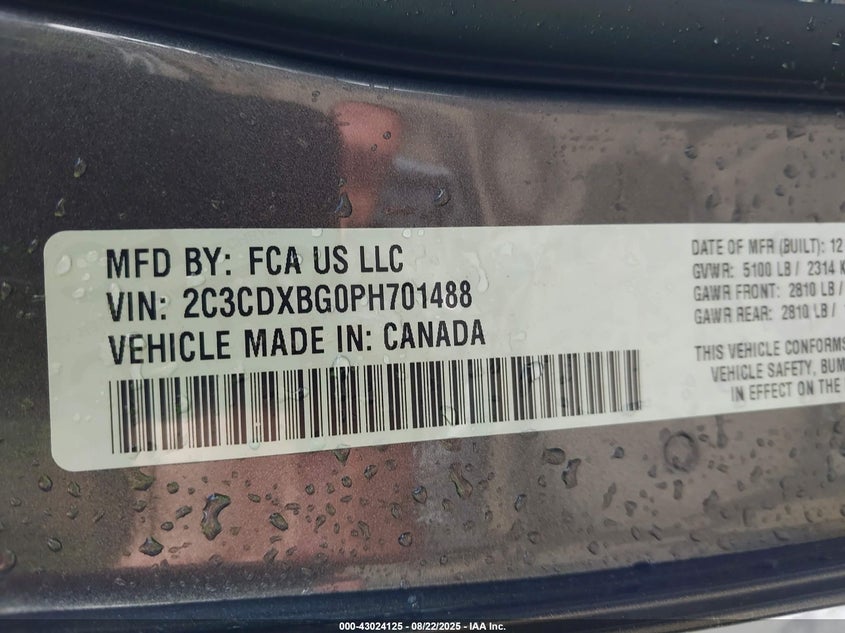 MFD BY: FCA US LLC
VIN: 2C3CDXBG0PH701488
VEHICLE MADE IN: CANADA
DATE OF MFR (BUILT): 12
GVWR: 5100 LB / 2314 K
GAWR FRONT: 2810 LB /
GAWR REAR: 2810 LB /
THIS VEHICLE CONFORMS
VEHICLE SAFETY, BUM
IN EFFECT ON THE
000-43024125 - 08/22/2025 - IAA Inc.